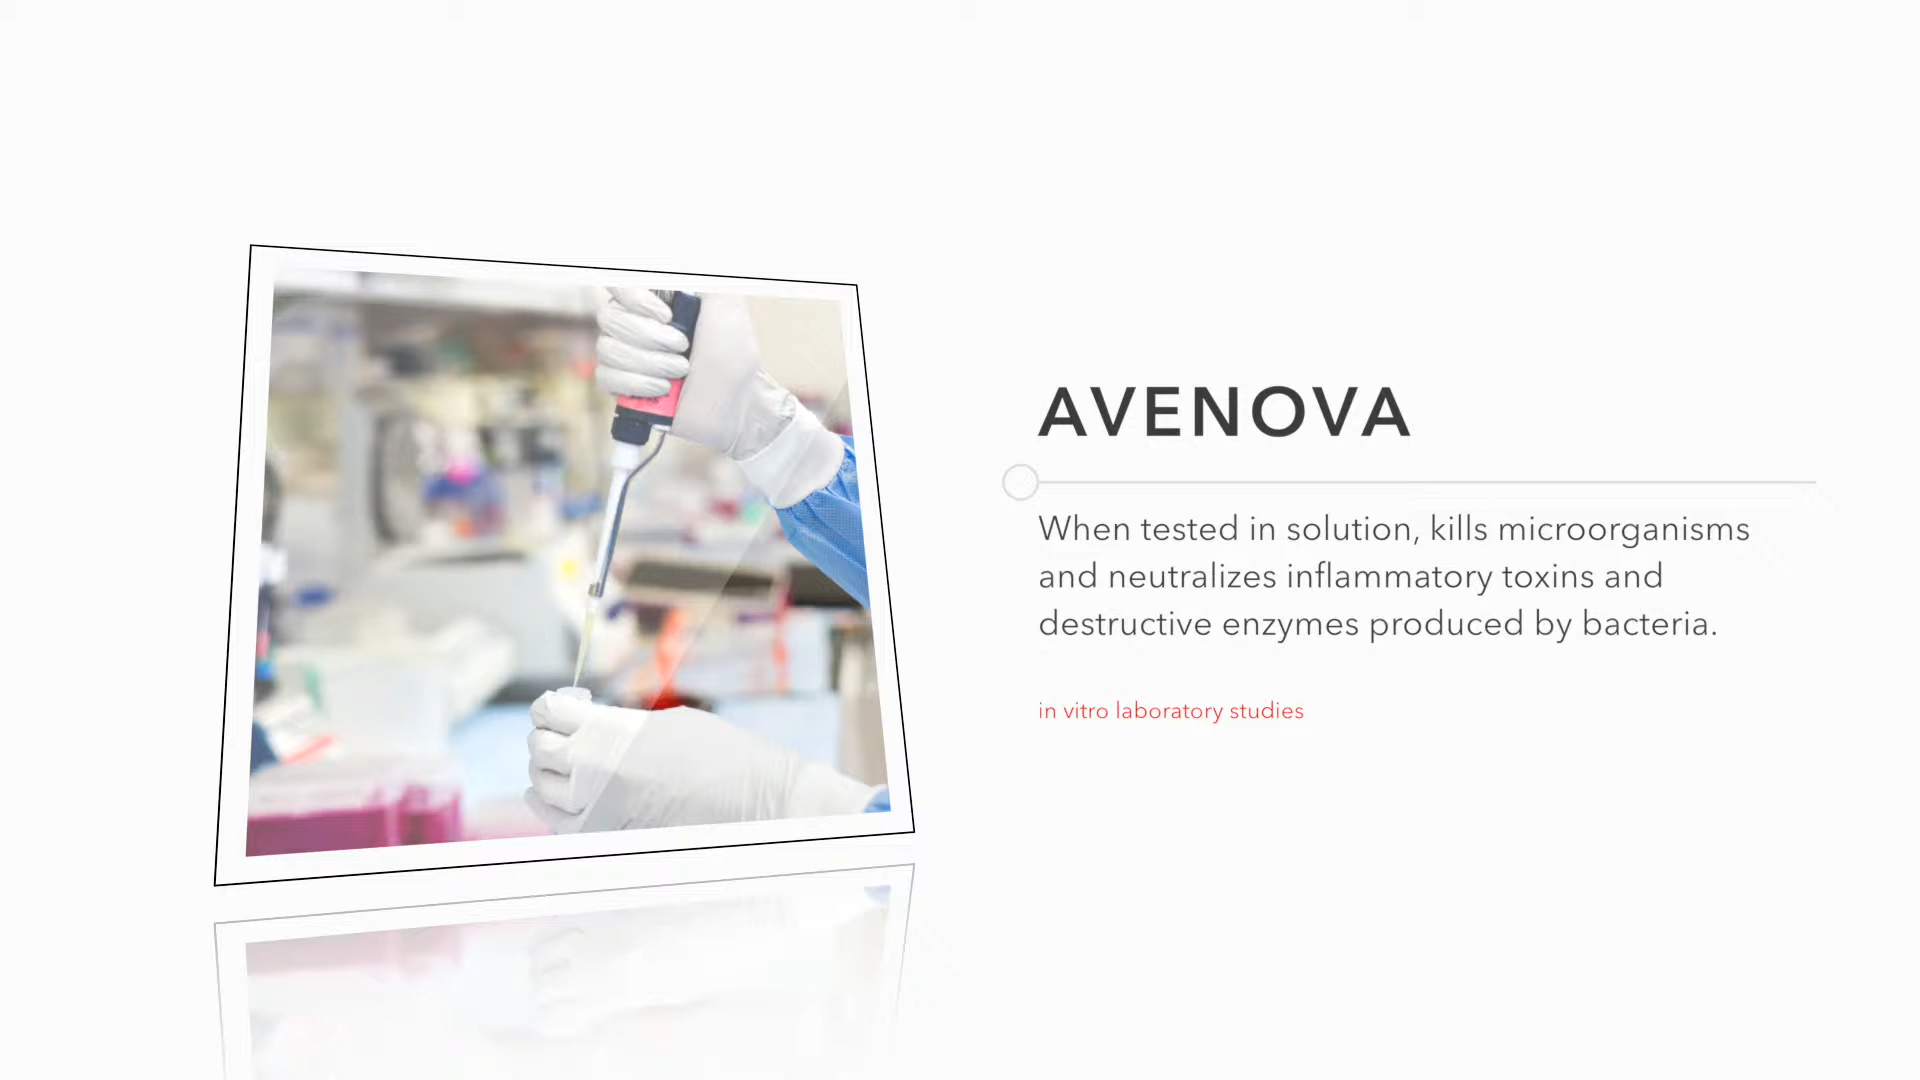 AVENOVA
When tested in solution, kills microorganisms
and neutralizes inflammatory toxins and
destructive enzymes produced by bacteria.
in vitro laboratory studies